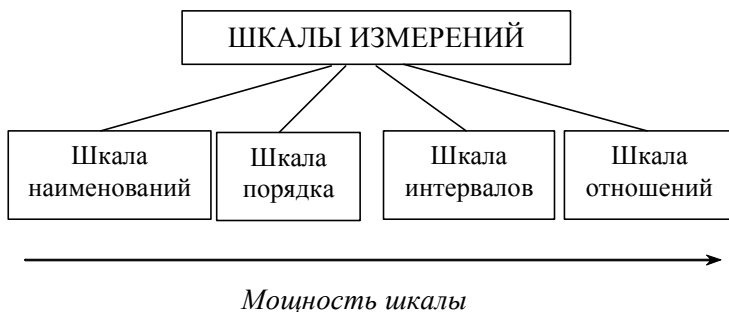 ШКАЛЫ ИЗМЕРЕНИЙ
Шкала
наименований
Шкала
порядка
Шкала
интервалов
Шкала
отношений
Мощность шкалы